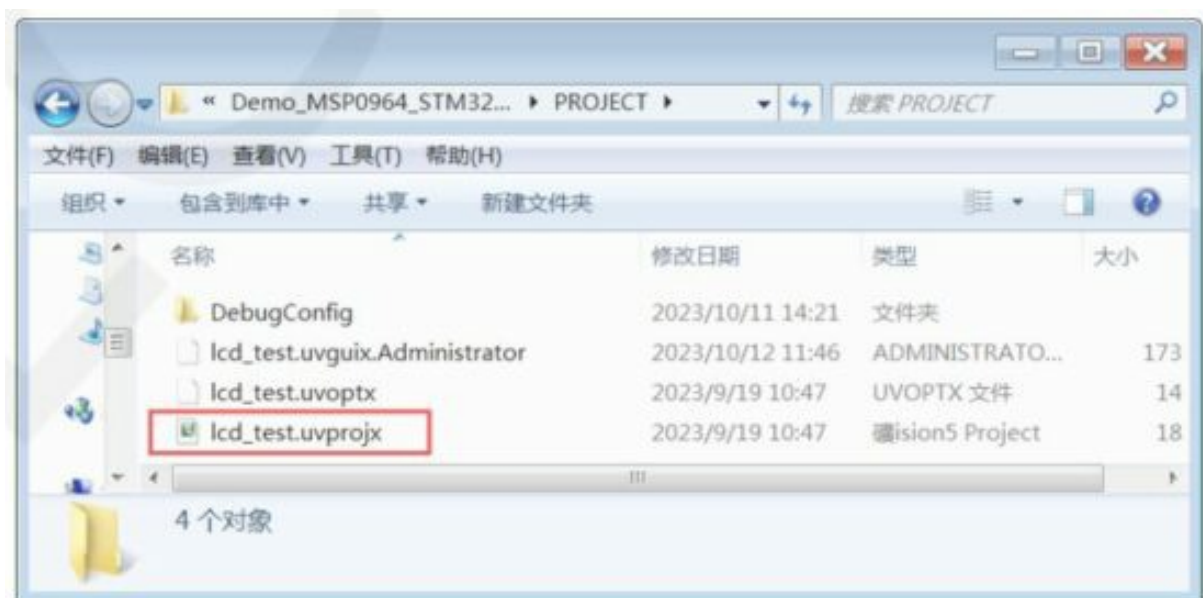 « Demo_MSP0964_STM32... ▸ PROJECT ▸ 搜索 PROJECT
文件(F) 编辑(E) 查看(V) 工具(T) 帮助(H)
组织 包含到库中 共享 新建文件夹
名称 修改日期 类型 大小
DebugConfig 2023/10/11 14:21 文件夹
lcd_test.uvguix.Administrator 2023/10/12 11:46 ADMINISTRATO... 173
lcd_test.uvoptx 2023/9/19 10:47 UVOPTX 文件 14
lcd_test.uvprojx 2023/9/19 10:47 ision5 Project 18
4 个对象